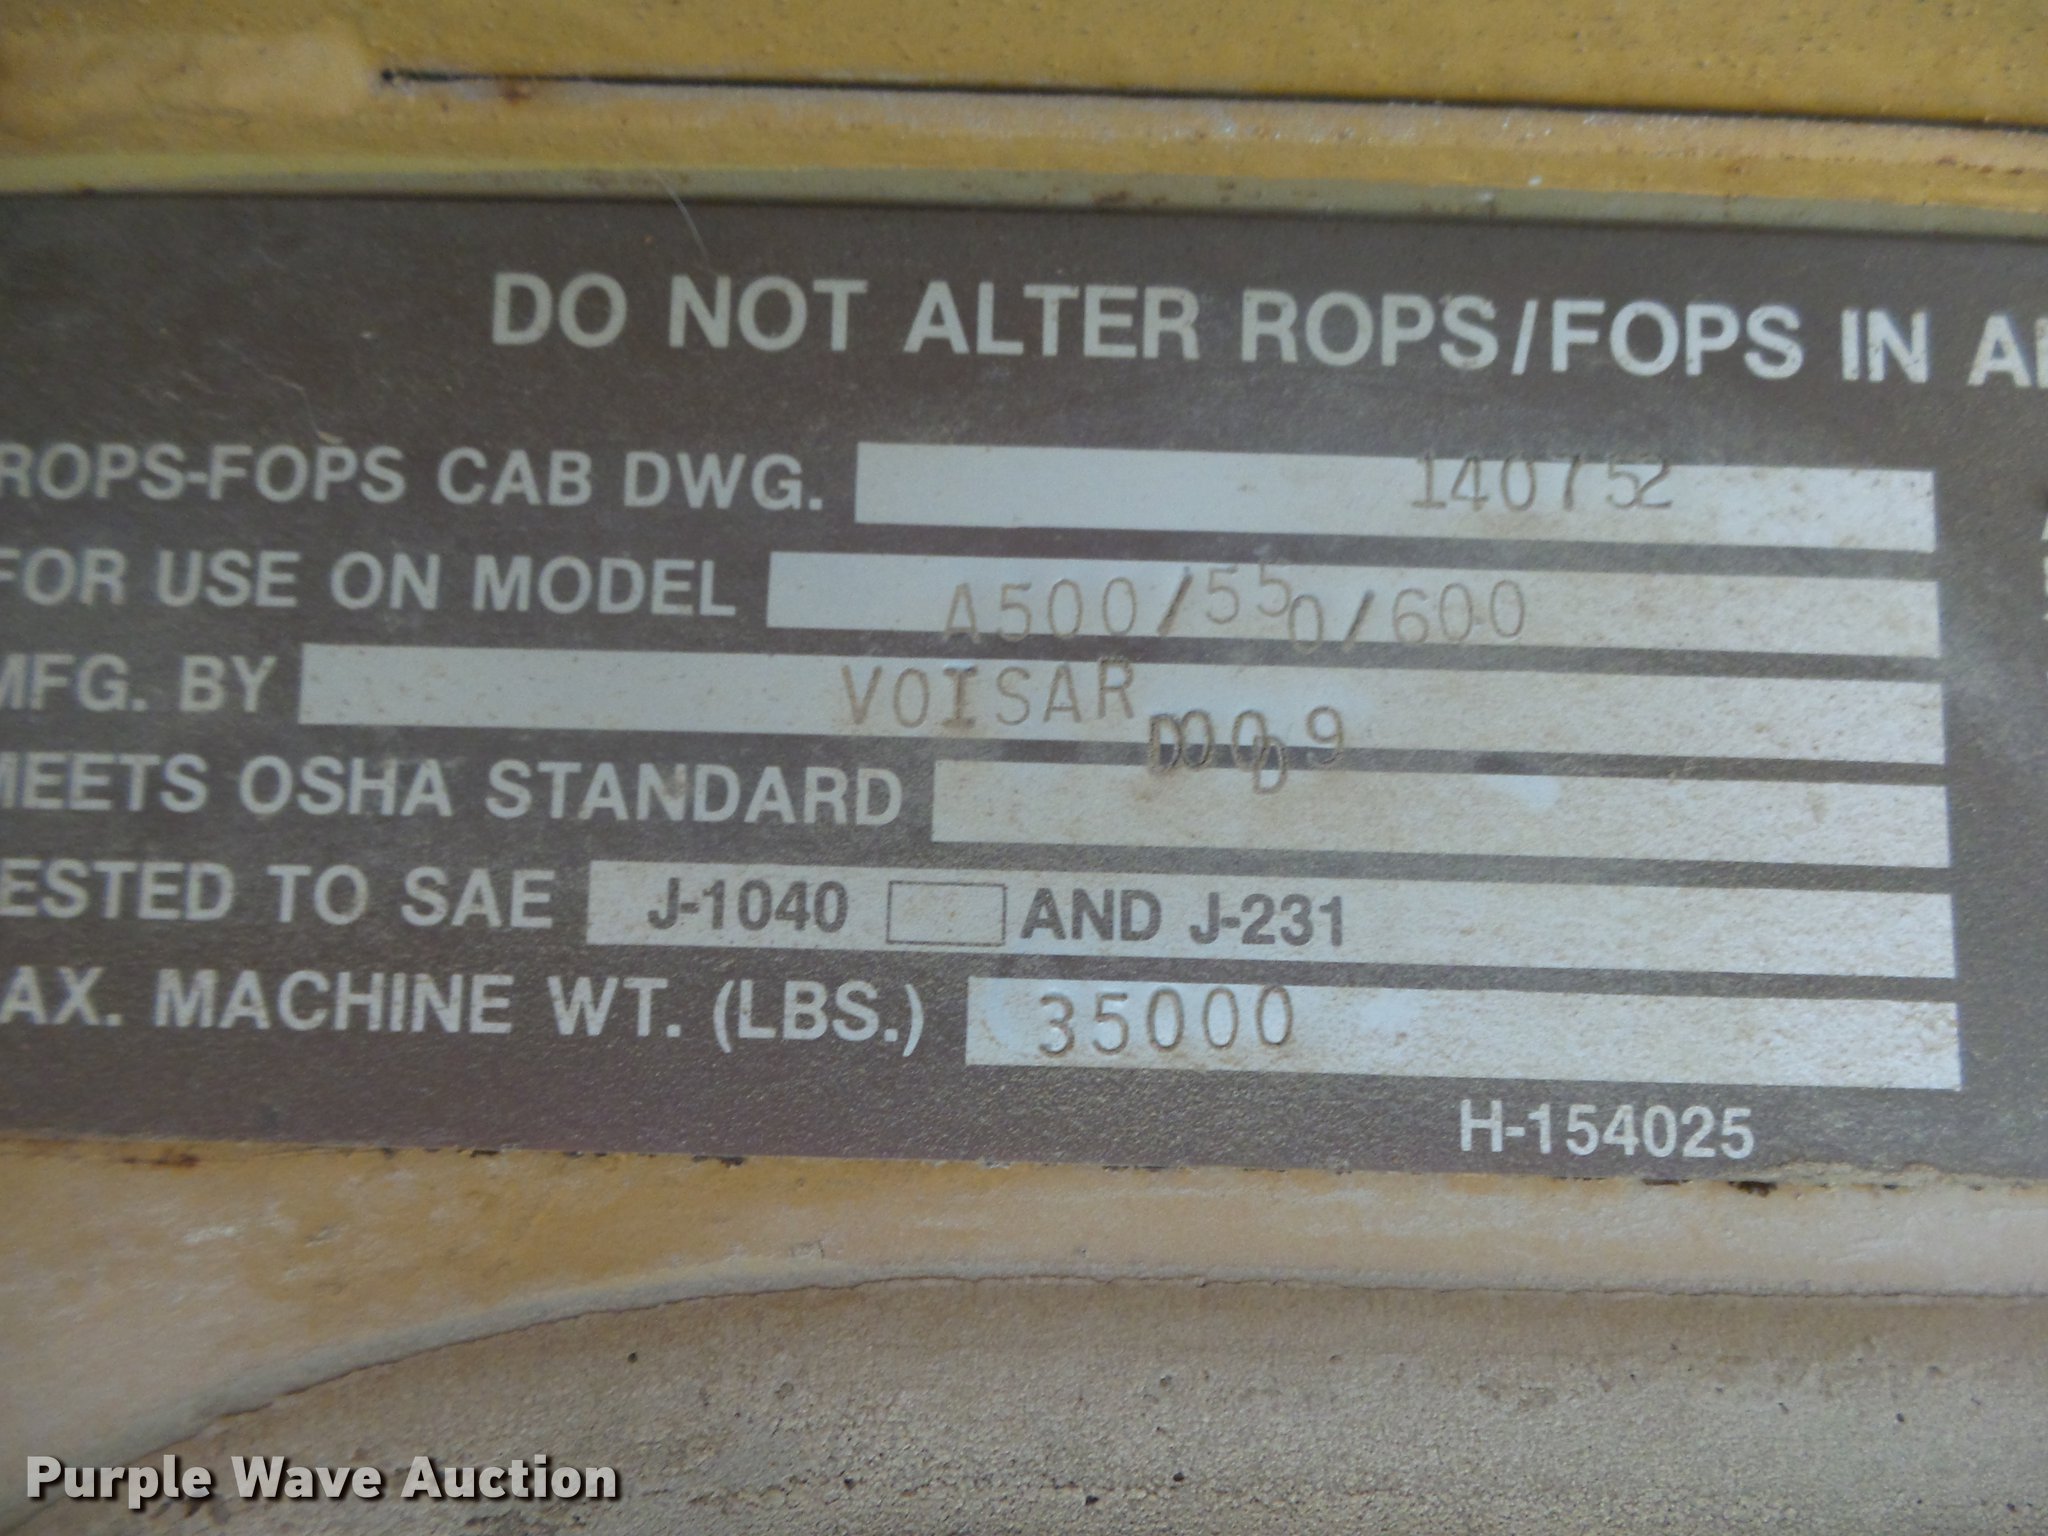 DO NOT ALTER ROPS/FOPS IN
ROPS-FOPS CAB DWG. 140752
FOR USE ON MODEL A500/550/600
MFG. BY VOISAR
MEETS OSHA STANDARD
ESTED TO SAE J-1040 AND J-231
AX. MACHINE WT. (LBS.) 35000
H-154025
Purple Wave Auction